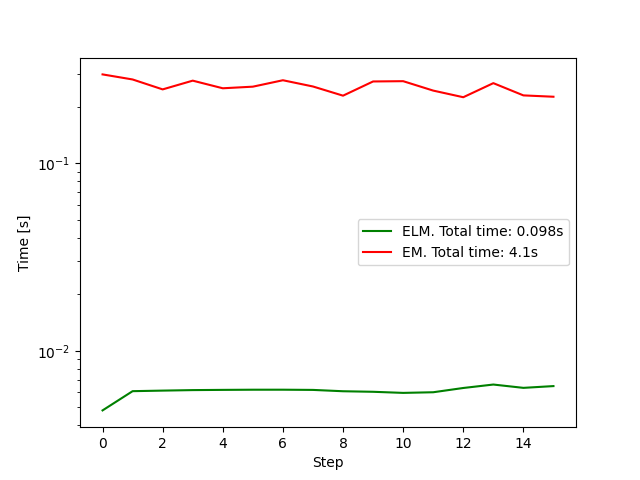 10⁻¹
10⁻²
Time [s]
ELM. Total time: 0.098s
EM. Total time: 4.1s
0 2 4 6 8 10 12 14
Step